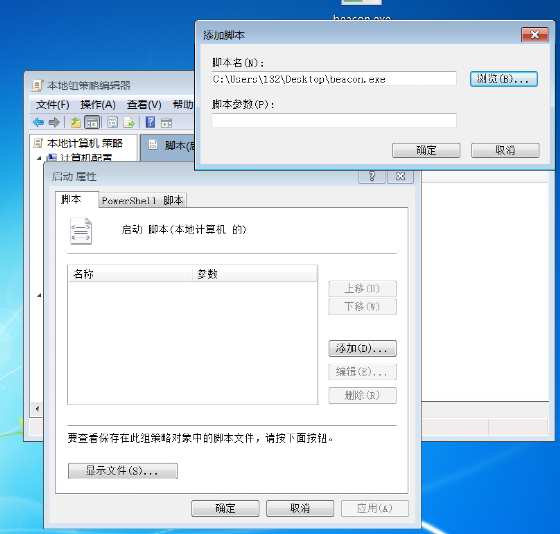 beacon.exe
添加脚本
脚本名(N):
C:\Users\132\Desktop\beacon.exe
浏览(B)...
脚本参数(P):
确定
取消
本地组策略编辑器
文件(F) 操作(A) 查看(V) 帮助
本地计算机 策略
计算机配置
脚本(
启动 属性
脚本
PowerShell 脚本
启动 脚本(本地计算机 的)
名称
参数
上移(U)
下移(W)
添加(D)...
编辑(E)...
删除(R)
要查看保存在此组策略对象中的脚本文件，请按下面按钮。
显示文件(S)...
确定
取消
应用(A)